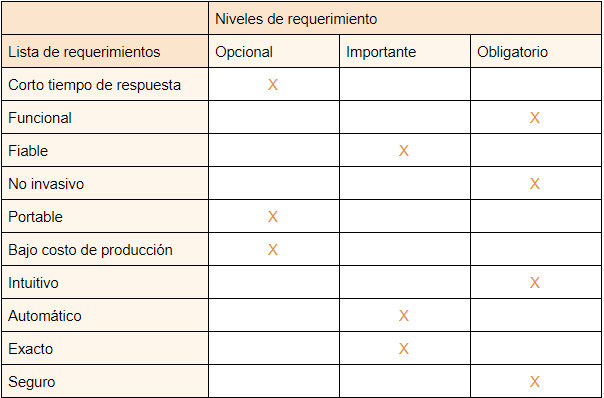 Niveles de requerimiento
Lista de requerimientos Opcional Importante Obligatorio
Corto tiempo de respuesta X
Funcional X
Fiable X
No invasivo X
Portable X
Bajo costo de producción X
Intuitivo X
Automático X
Exacto X
Seguro X